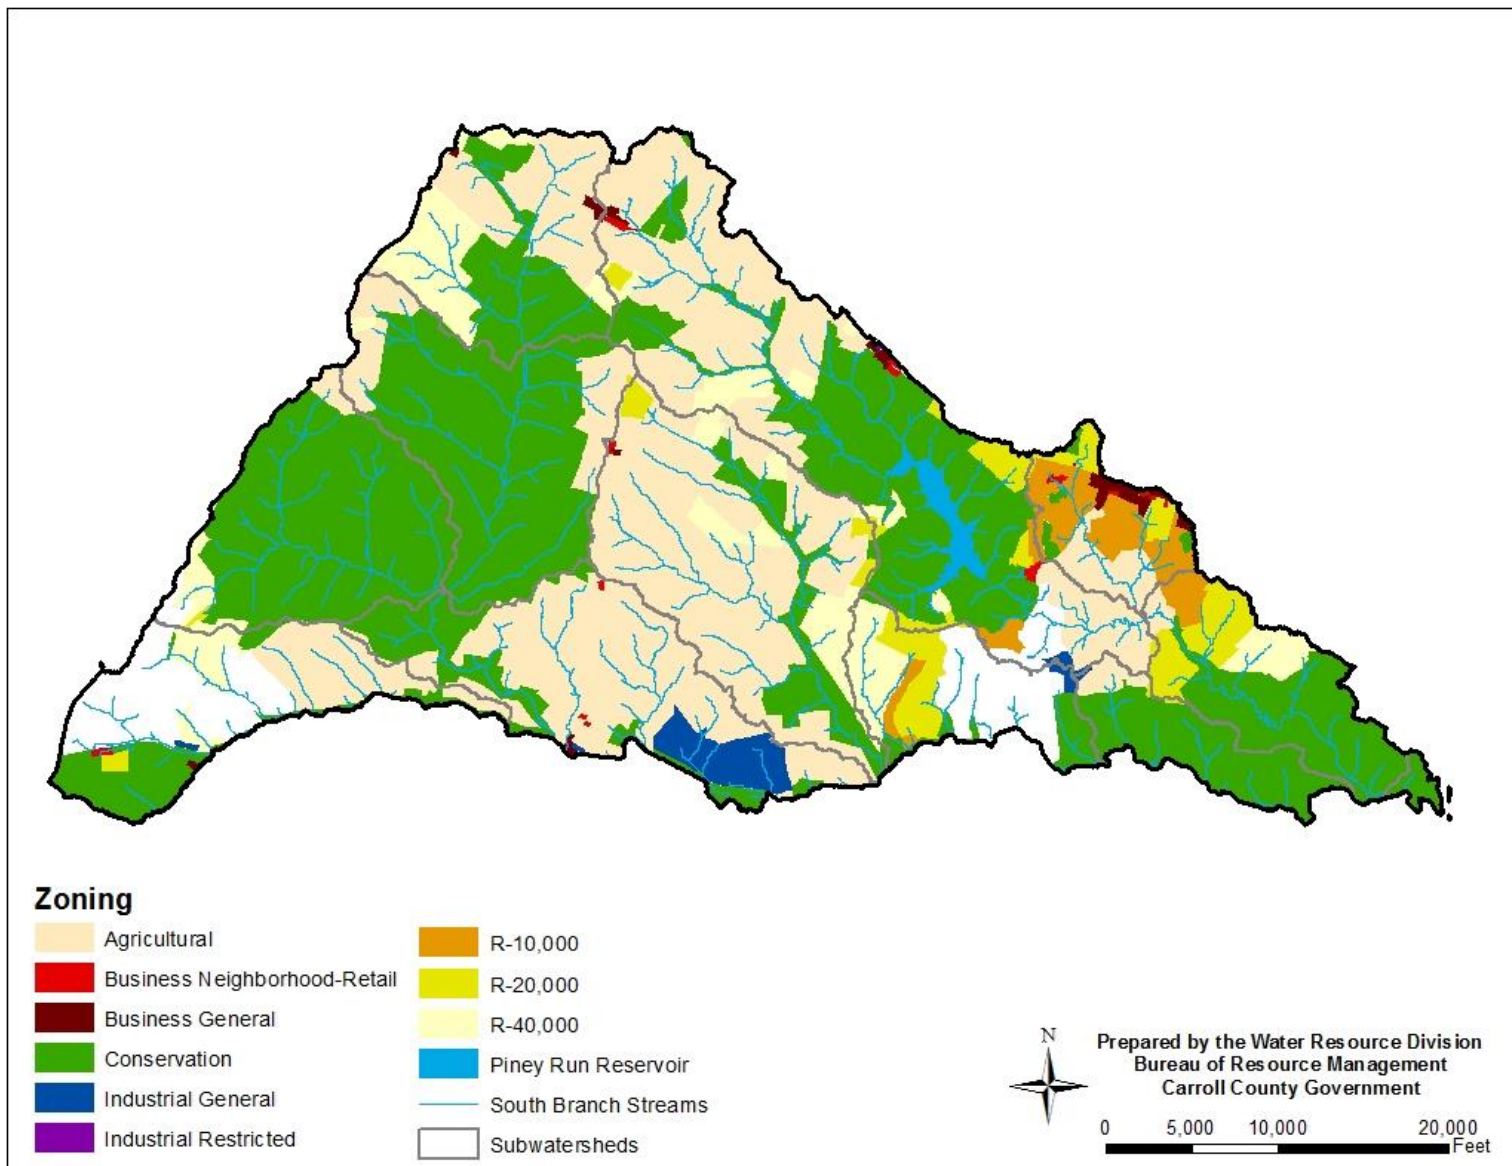 Zoning
Agricultural
Business Neighborhood-Retail
Business General
Conservation
Industrial General
Industrial Restricted
R-10,000
R-20,000
R-40,000
Piney Run Reservoir
South Branch Streams
Subwatersheds
N
Prepared by the Water Resource Division
Bureau of Resource Management
Carroll County Government
0 5,000 10,000 20,000
Feet